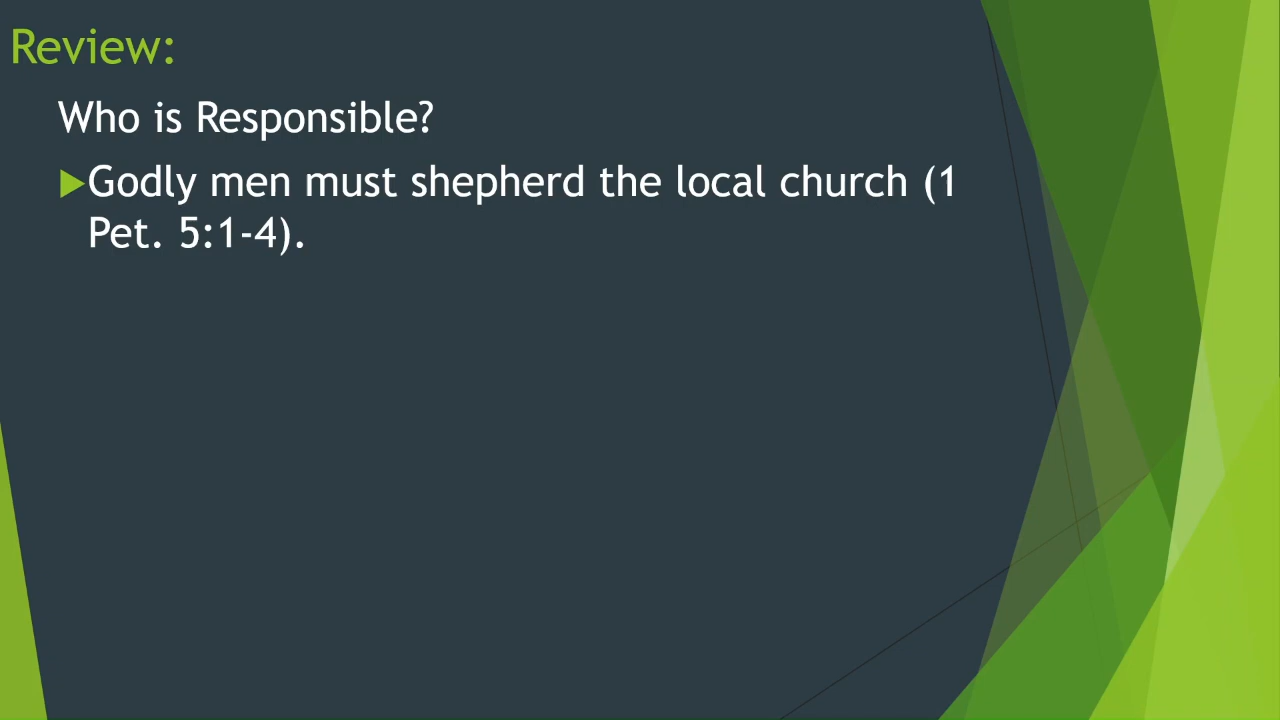 Review:
Who is Responsible?
Godly men must shepherd the local church (1
Pet. 5:1-4).